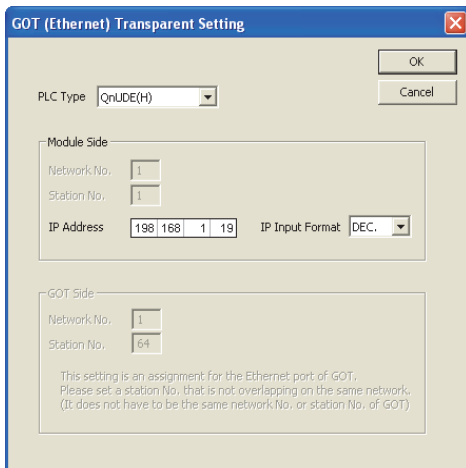 GOT (Ethernet) Transparent Setting
OK
PLC Type QnUDE(H)
Cancel
Module Side
Network No. 1
Station No. 1
IP Address 198 168 1 19 IP Input Format DEC.
GOT Side
Network No. 1
Station No. 64
This setting is an assignment for the Ethernet port of GOT.
Please set a station No. that is not overlapping on the same network.
(It does not have to be the same network No. or station No. of GOT)